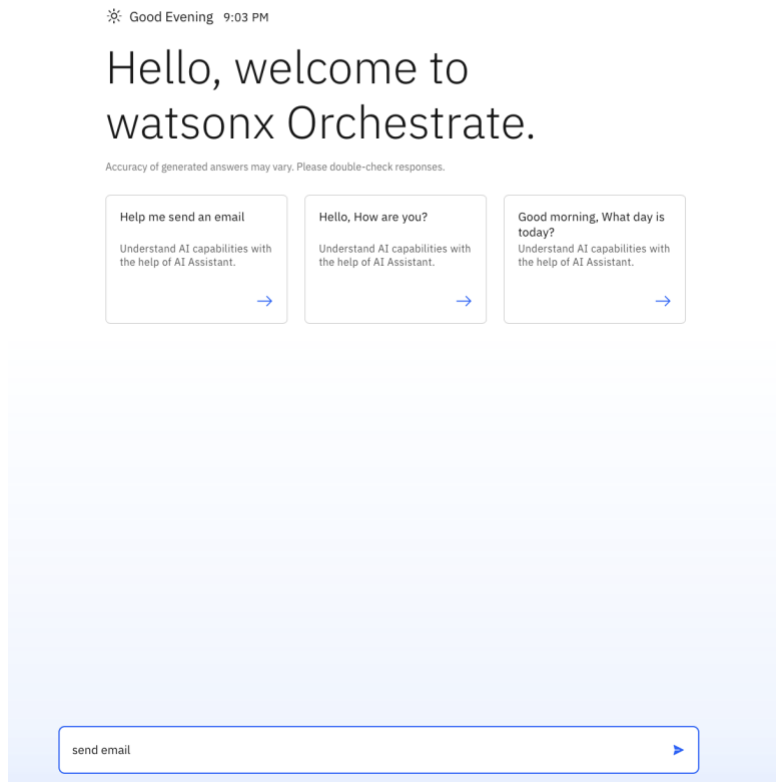 Good Evening 9:03 PM
Hello, welcome to
watsonx Orchestrate.
Accuracy of generated answers may vary. Please double-check responses.
Help me send an email
Understand AI capabilities with
the help of AI Assistant.
Hello, How are you?
Understand AI capabilities with
the help of AI Assistant.
Good morning, What day is
today?
Understand AI capabilities with
the help of AI Assistant.
send email